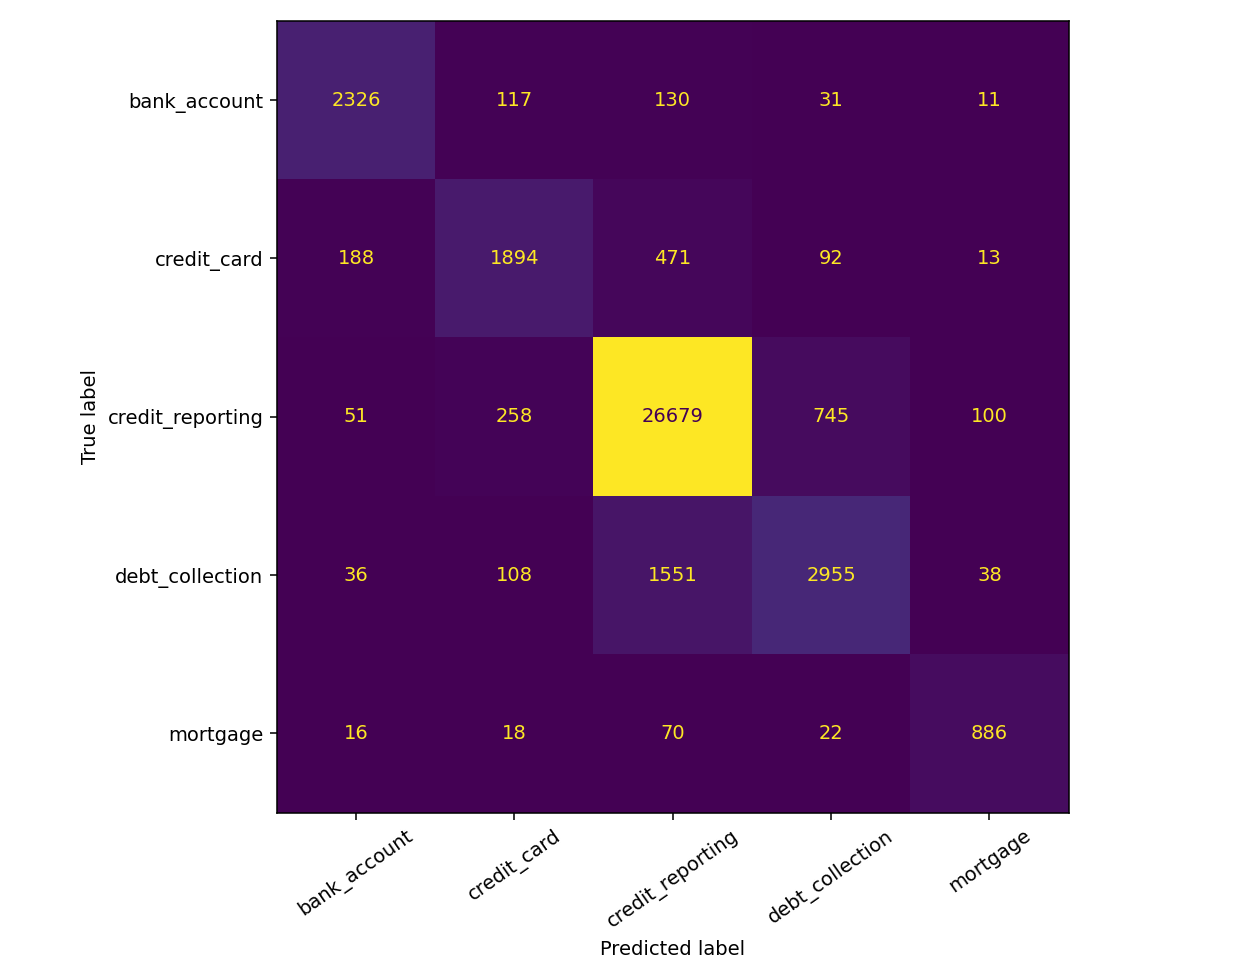 bank_account 2326 117 130 31 11
credit_card 188 1894 471 92 13
True label
credit_reporting 51 258 26679 745 100
debt_collection 36 108 1551 2955 38
mortgage 16 18 70 22 886
bank_account credit_card credit_reporting debt_collection mortgage
Predicted label